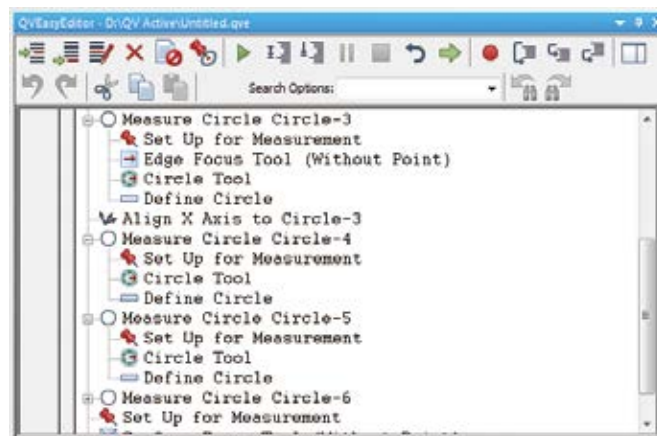 QVEasyEditor - D:\QV Active\Untitled.qve
Search Options:
Measure Circle Circle-3
Set Up for Measurement
Edge Focus Tool (Without Point)
Circle Tool
Define Circle
Align X Axis to Circle-3
Measure Circle Circle-4
Set Up for Measurement
Circle Tool
Define Circle
Measure Circle Circle-5
Set Up for Measurement
Circle Tool
Define Circle
Measure Circle Circle-6
Set Up for Measurement